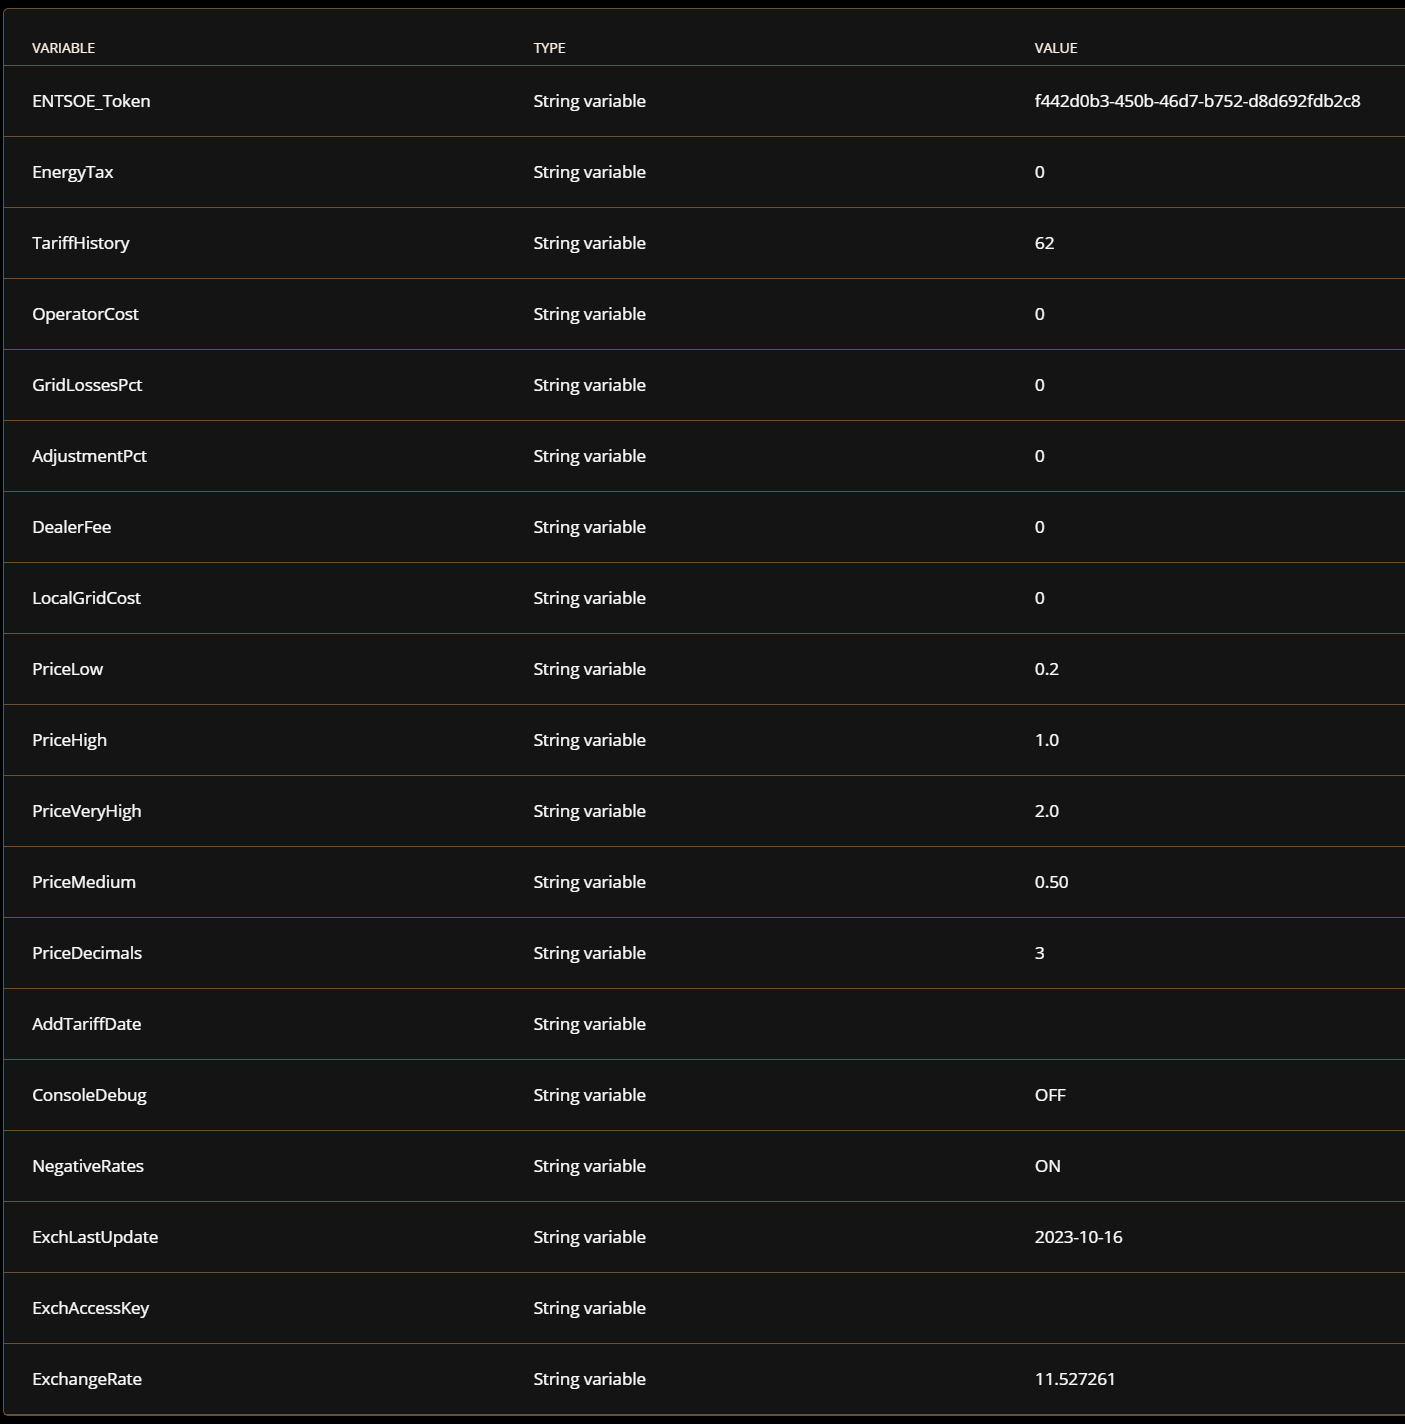 VARIABLE TYPE VALUE
ENTSOE_Token String variable f442d0b3-450b-46d7-b752-d8d692fdb2c8
EnergyTax String variable 0
TariffHistory String variable 62
OperatorCost String variable 0
GridLossesPct String variable 0
AdjustmentPct String variable 0
DealerFee String variable 0
LocalGridCost String variable 0
PriceLow String variable 0.2
PriceHigh String variable 1.0
PriceVeryHigh String variable 2.0
PriceMedium String variable 0.50
PriceDecimals String variable 3
AddTariffDate String variable
ConsoleDebug String variable OFF
NegativeRates String variable ON
ExchLastUpdate String variable 2023-10-16
ExchAccessKey String variable
ExchangeRate String variable 11.527261